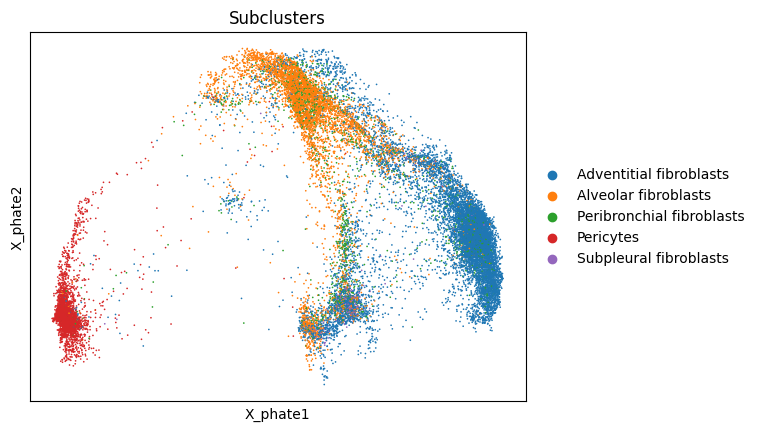 Subclusters
X_phate2
X_phate1
Adventitial fibroblasts
Alveolar fibroblasts
Peribronchial fibroblasts
Pericytes
Subpleural fibroblasts